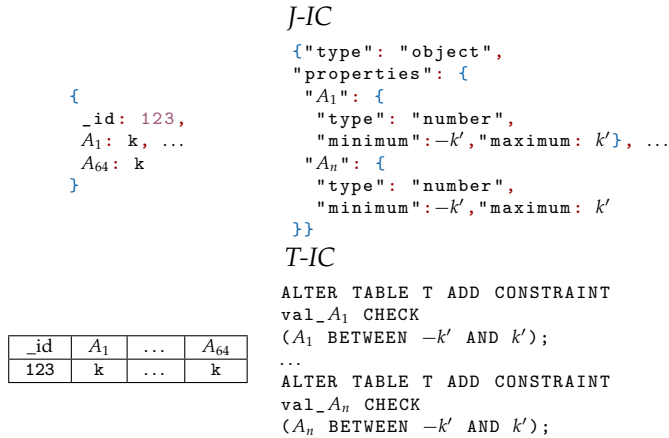 J-IC
{"type": "object",
"properties": {
"A₁": {
"type": "number",
"minimum":−k′,"maximum: k′}, ...
"Aₙ": {
"type": "number",
"minimum":−k′,"maximum: k′
}}
{
_id: 123,
A₁: k, ...
A₆₄: k
}
T-IC
ALTER TABLE T ADD CONSTRAINT
val_A₁ CHECK
(A₁ BETWEEN −k′ AND k′);
...
ALTER TABLE T ADD CONSTRAINT
val_Aₙ CHECK
(Aₙ BETWEEN −k′ AND k′);
_id A₁ ... A₆₄
123 k ... k